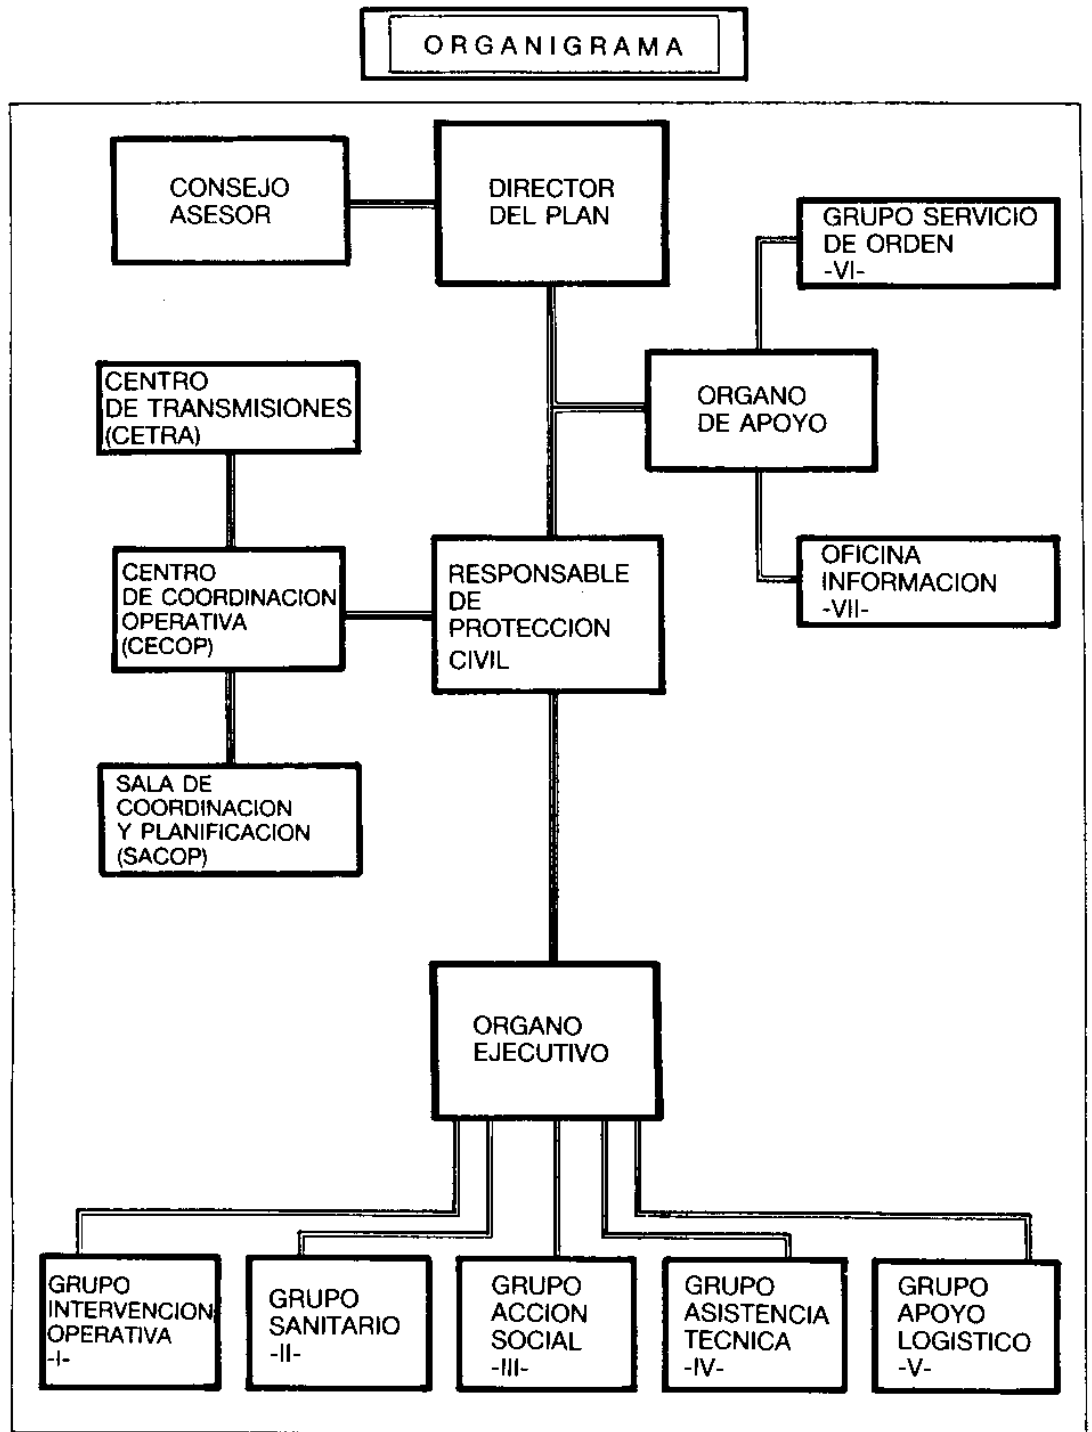 ORGANIGRAMA
CONSEJO
ASESOR
DIRECTOR
DEL PLAN
GRUPO SERVICIO
DE ORDEN
-VI-
CENTRO
DE TRANSMISIONES
(CETRA)
ORGANO
DE APOYO
CENTRO
DE COORDINACION
OPERATIVA
(CECOP)
RESPONSABLE
DE
PROTECCION
CIVIL
OFICINA
INFORMACION
-VII-
SALA DE
COORDINACION
Y PLANIFICACION
(SACOP)
ORGANO
EJECUTIVO
GRUPO
INTERVENCION
OPERATIVA
-I-
GRUPO
SANITARIO
-II-
GRUPO
ACCION
SOCIAL
-III-
GRUPO
ASISTENCIA
TECNICA
-IV-
GRUPO
APOYO
LOGISTICO
-V-